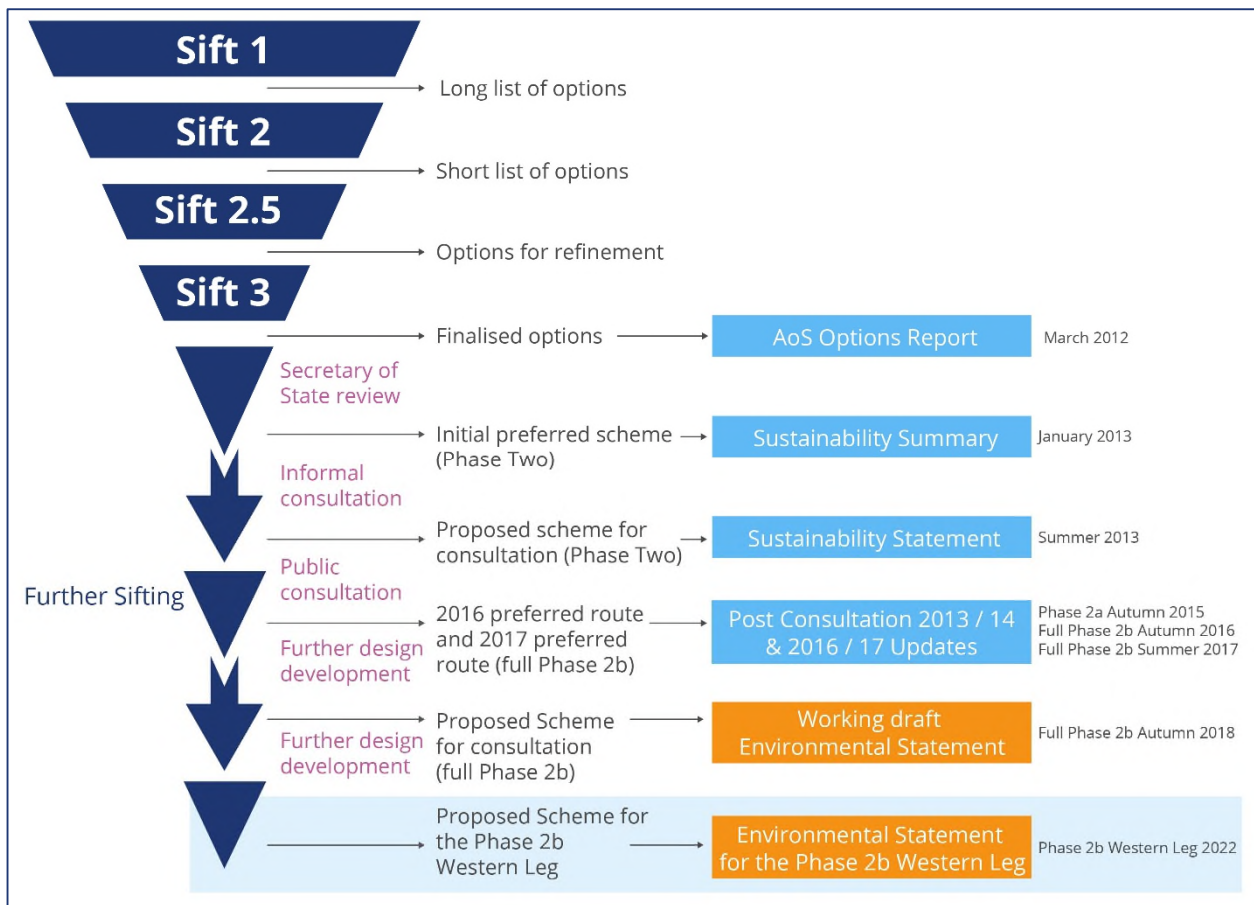 Sift 1
Long list of options
Sift 2
Short list of options
Sift 2.5
Options for refinement
Sift 3
Finalised options
AoS Options Report
March 2012
Secretary of
State review
Initial preferred scheme
(Phase Two)
Sustainability Summary
January 2013
Informal
consultation
Proposed scheme for
consultation (Phase Two)
Sustainability Statement
Summer 2013
Further Sifting
Public
consultation
2016 preferred route
and 2017 preferred
route (full Phase 2b)
Post Consultation 2013 / 14
& 2016 / 17 Updates
Phase 2a Autumn 2015
Full Phase 2b Autumn 2016
Full Phase 2b Summer 2017
Further design
development
Proposed Scheme
for consultation
(full Phase 2b)
Working draft
Environmental Statement
Full Phase 2b Autumn 2018
Further design
development
Proposed Scheme for
the Phase 2b
Western Leg
Environmental Statement
for the Phase 2b Western Leg
Phase 2b Western Leg 2022